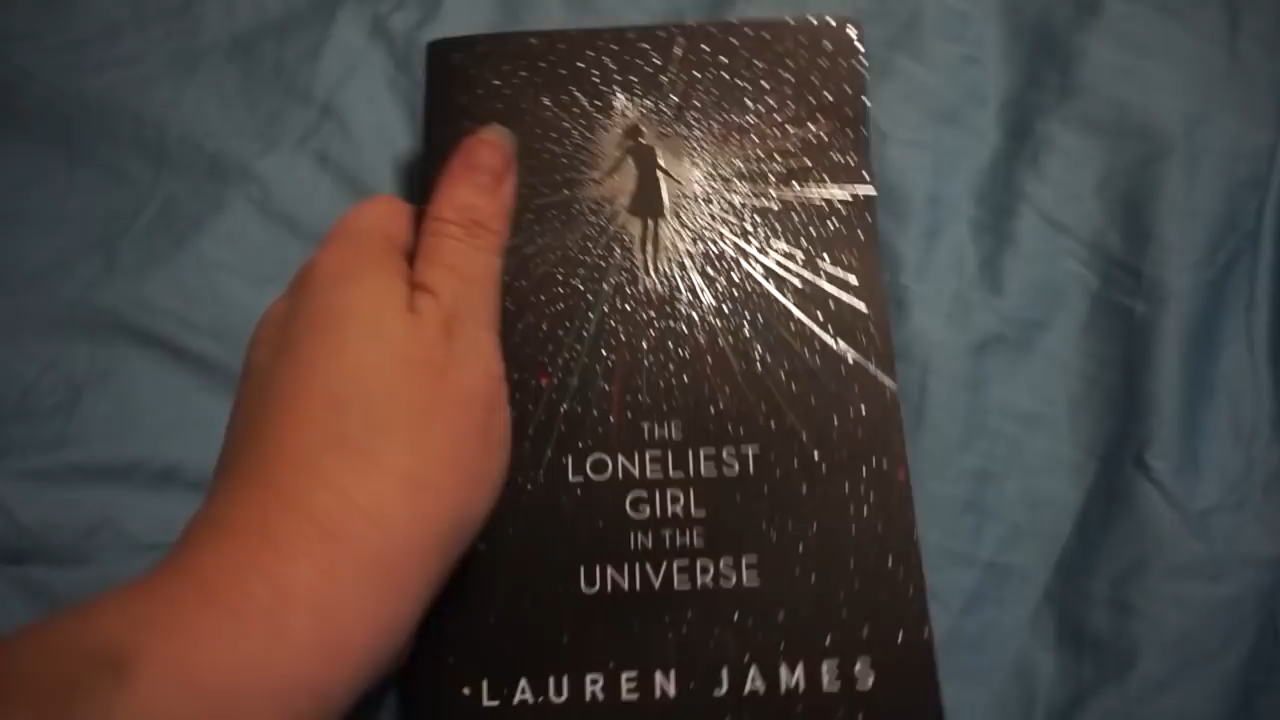 THE
LONELIEST
GIRL
IN THE
UNIVERSE
LAUREN JAMES